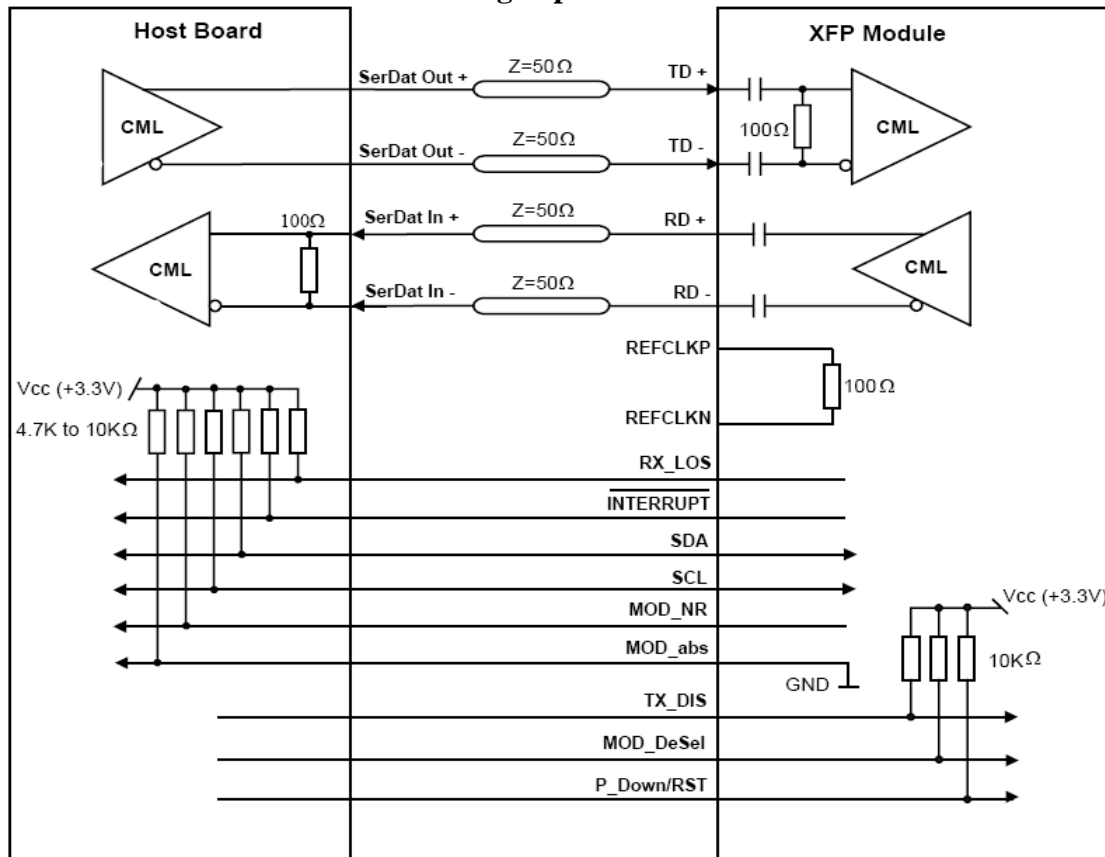 Host Board
XFP Module
SerDat Out +
Z=50Ω
TD +
CML
100Ω
CML
SerDat Out -
Z=50Ω
TD -
100Ω
SerDat In +
Z=50Ω
RD +
CML
CML
SerDat In -
Z=50Ω
RD -
REFCLKP
100Ω
REFCLKN
Vcc (+3.3V)
4.7K to 10KΩ
RX_LOS
INTERRUPT
SDA
SCL
MOD_NR
Vcc (+3.3V)
MOD_abs
10KΩ
GND
TX_DIS
MOD_DeSel
P_Down/RST